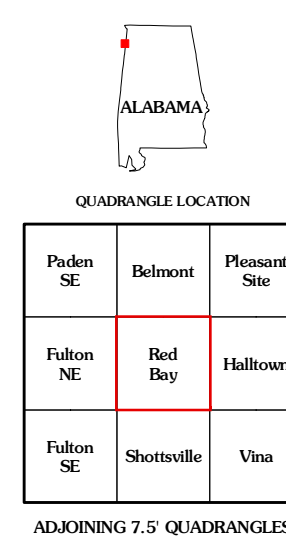 ALABAMA
QUADRANGLE LOCATION
Paden
SE
Belmont
Pleasant
Site
Fulton
NE
Red
Bay
Halltown
Fulton
SE
Shottsville
Vina
ADJOINING 7.5' QUADRANGLES